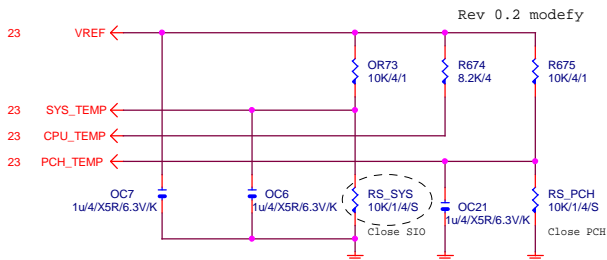 Rev 0.2 modefy
23 VREF
OR73
10K/4/1
R674
8.2K/4
R675
10K/4/1
23 SYS_TEMP
23 CPU_TEMP
23 PCH_TEMP
OC7
1u/4/X5R/6.3V/K
OC6
1u/4/X5R/6.3V/K
RS_SYS
10K/1/4/S
Close SIO
OC21
1u/4/X5R/6.3V/K
RS_PCH
10K/1/4/S
Close PCH